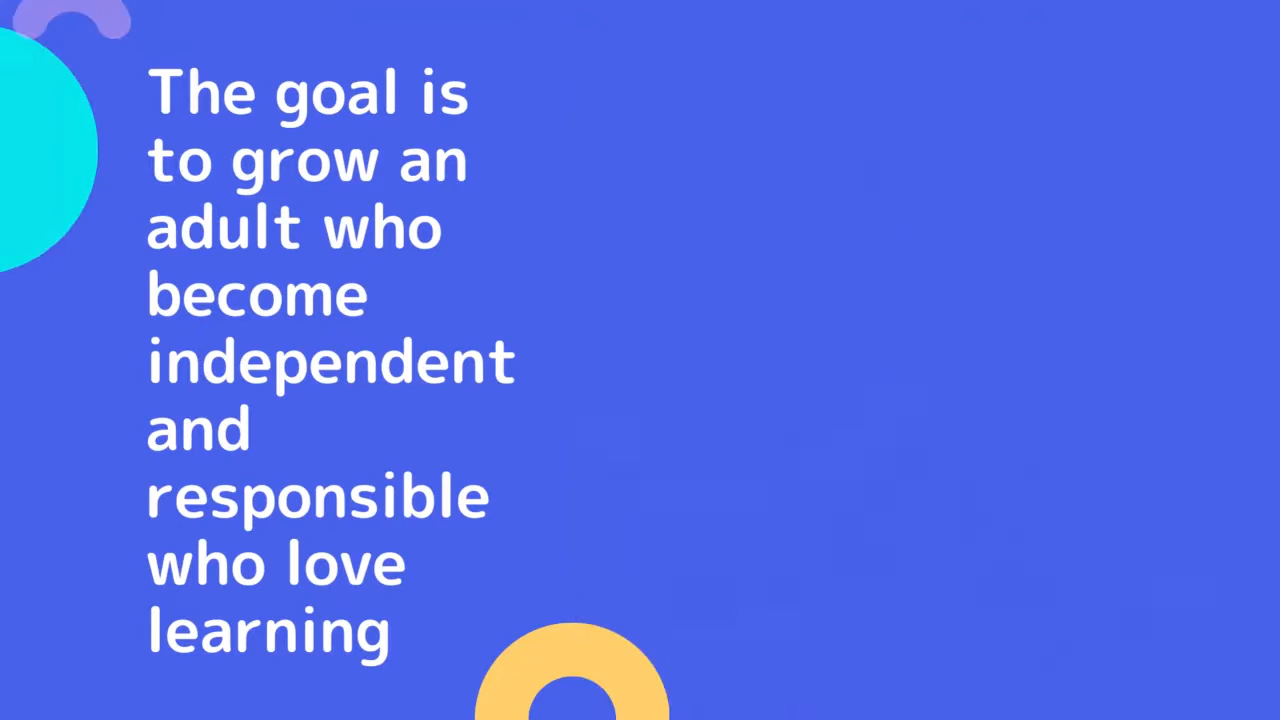 The goal is
to grow an
adult who
become
independent
and
responsible
who love
learning